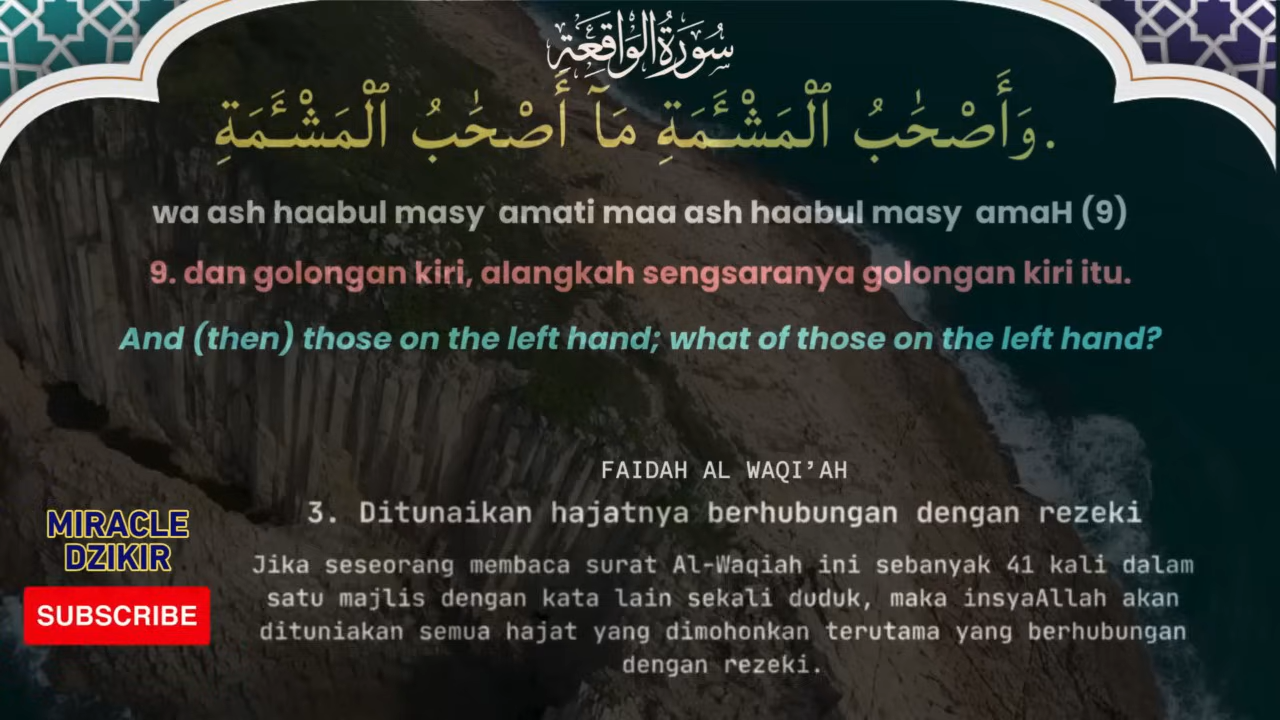 سُورَةُ الْوَاقِعَةِ
وَأَصْحَٰبُ ٱلْمَشْـَٔمَةِ مَآ أَصْحَٰبُ ٱلْمَشْـَٔمَةِ.
wa ash haabul masy  amati maa ash haabul masy  amaH (9)
9. dan golongan kiri, alangkah sengsaranya golongan kiri itu.
And (then) those on the left hand; what of those on the left hand?
FAIDAH AL WAQI’AH
3. Ditunaikan hajatnya berhubungan dengan rezeki
Jika seseorang membaca surat Al-Waqiah ini sebanyak 41 kali dalam
satu majlis dengan kata lain sekali duduk, maka insyaAllah akan
dituniakan semua hajat yang dimohonkan terutama yang berhubungan
dengan rezeki.
MIRACLE
DZIKIR
SUBSCRIBE